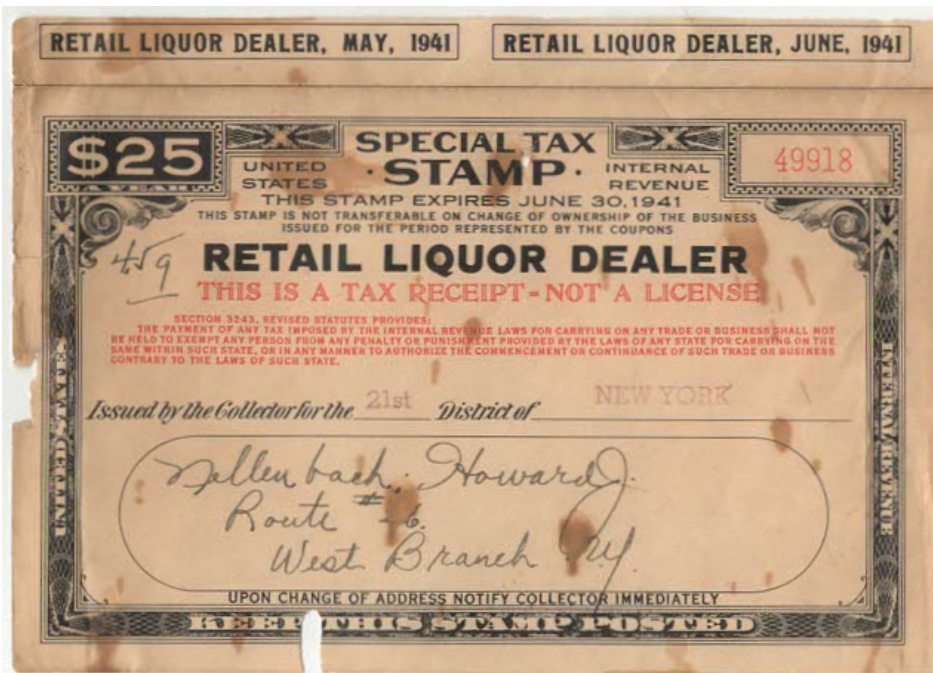 RETAIL LIQUOR DEALER, MAY, 1941
RETAIL LIQUOR DEALER, JUNE, 1941
$25
A YEAR
SPECIAL TAX
· STAMP ·
UNITED STATES
INTERNAL REVENUE
49918
THIS STAMP EXPIRES JUNE 30, 1941
THIS STAMP IS NOT TRANSFERABLE ON CHANGE OF OWNERSHIP OF THE BUSINESS
ISSUED FOR THE PERIOD REPRESENTED BY THE COUPONS
459
RETAIL LIQUOR DEALER
THIS IS A TAX RECEIPT - NOT A LICENSE
SECTION 3243, REVISED STATUTES PROVIDES:
THE PAYMENT OF ANY TAX IMPOSED BY THE INTERNAL REVENUE LAWS FOR CARRYING ON ANY TRADE OR BUSINESS SHALL NOT
BE HELD TO EXEMPT ANY PERSON FROM ANY PENALTY OR PUNISHMENT PROVIDED BY THE LAWS OF ANY STATE FOR CARRYING ON THE
SAME WITHIN SUCH STATE, OR IN ANY MANNER TO AUTHORIZE THE COMMENCEMENT OR CONTINUANCE OF SUCH TRADE OR BUSINESS
CONTRARY TO THE LAWS OF SUCH STATE.
Issued by the Collector for the 21st District of NEW YORK
Howard J.
Route #6.
West Branch NY.
UPON CHANGE OF ADDRESS NOTIFY COLLECTOR IMMEDIATELY
KEEP THIS STAMP POSTED
UNITED STATES
INTERNAL REVENUE